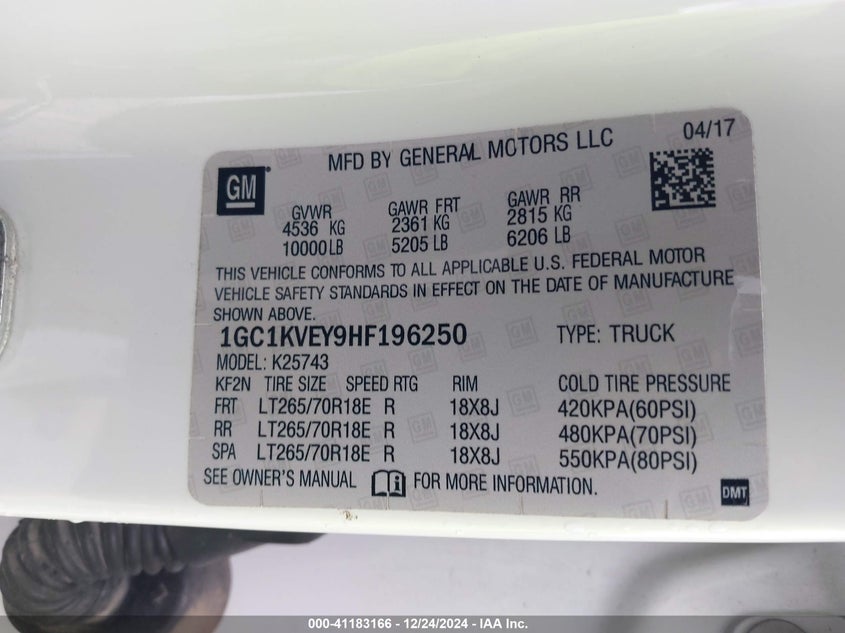 04/17
MFD BY GENERAL MOTORS LLC
GM
GVWR GAWR FRT GAWR RR
4536 KG 2361 KG 2815 KG
10000 LB 5205 LB 6206 LB
THIS VEHICLE CONFORMS TO ALL APPLICABLE U.S. FEDERAL MOTOR
VEHICLE SAFETY STANDARDS IN EFFECT ON THE DATE OF MANUFACTURE
SHOWN ABOVE.
1GC1KVEY9HF196250 TYPE: TRUCK
MODEL: K25743
KF2N TIRE SIZE SPEED RTG RIM COLD TIRE PRESSURE
FRT LT265/70R18E R 18X8J 420KPA(60PSI)
RR LT265/70R18E R 18X8J 480KPA(70PSI)
SPA LT265/70R18E R 18X8J 550KPA(80PSI)
SEE OWNER'S MANUAL FOR MORE INFORMATION.
DMT
000-41183166 - 12/24/2024 - IAA Inc.